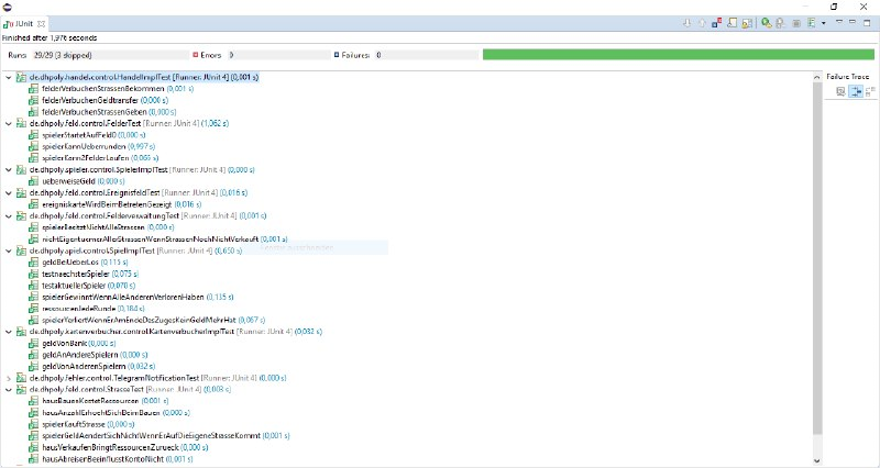 JUnit
Finished after 1,976 seconds
Runs: 29/29 (3 skipped) Errors: 0 Failures: 0
de.dhpoly.handel.control.HandelImplTest [Runner: JUnit 4] (0,001 s)
Failure Trace
felderVerbuchenStrassenBekommen (0,001 s)
felderVerbuchenGeldtransfer (0,000 s)
felderVerbuchenStrassenGeben (0,000 s)
de.dhpoly.feld.control.FelderTest [Runner: JUnit 4] (1,062 s)
spielerStartetAufFeld0 (0,000 s)
spielerKannUeberrunden (0,997 s)
spielerKann2FelderLaufen (0,065 s)
de.dhpoly.spieler.control.SpielerImplTest [Runner: JUnit 4] (0,000 s)
ueberweiseGeld (0,000 s)
de.dhpoly.feld.control.EreignisfeldTest [Runner: JUnit 4] (0,016 s)
ereigniskarteWirdBeimBetretenGezeigt (0,016 s)
de.dhpoly.feld.control.FelderverwaltungTest [Runner: JUnit 4] (0,001 s)
spielerBesitztNichtAlleStrassen (0,000 s)
nichtEigentuemerAllerStrassenWennStrassenNochNichtVerkauft (0,001 s)
de.dhpoly.spiel.control.SpielImplTest [Runner: JUnit 4] (0,650 s)
geldBeiUeberLos (0,113 s)
testnaechsterSpieler (0,073 s)
testaktuellerSpieler (0,078 s)
spielerGewinntWennAlleAnderenVerlorenHaben (0,135 s)
ressourcenJedeRunde (0,184 s)
spielerVerliertWennErAmEndeDesZugesKeinGeldMehrHat (0,067 s)
de.dhpoly.kartenverbucher.control.KartenverbucherImplTest [Runner: JUnit 4] (0,032 s)
geldVonBank (0,000 s)
geldAnAndereSpielern (0,000 s)
geldVonAnderenSpielern (0,032 s)
de.dhpoly.fehler.control.TelegramNotificationTest [Runner: JUnit 4] (0,000 s)
de.dhpoly.feld.control.StrasseTest [Runner: JUnit 4] (0,003 s)
hausBauenKostetRessourcen (0,001 s)
hausAnzahlErhoehtSichBeimBauen (0,000 s)
spielerKauftStrasse (0,000 s)
spielerGeldAendertSichNichtWennErAufDieEigeneStrasseKommt (0,001 s)
hausVerkaufenBringtRessourcenZurueck (0,000 s)
hausAbreisenBeeinflusstKontoNicht (0,001 s)